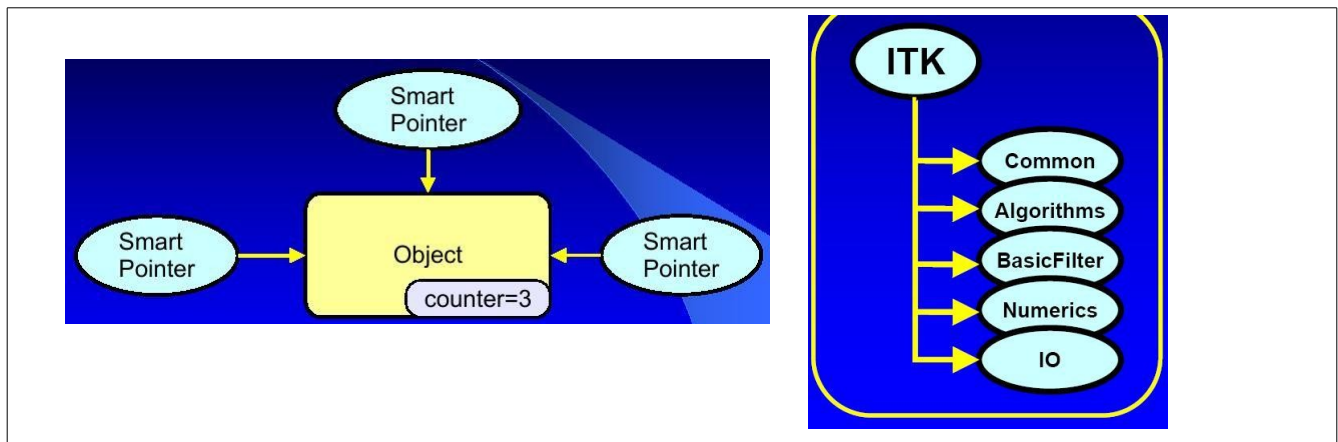 Smart
Pointer
Smart
Pointer
Object
counter=3
Smart
Pointer
ITK
Common
Algorithms
BasicFilter
Numerics
IO